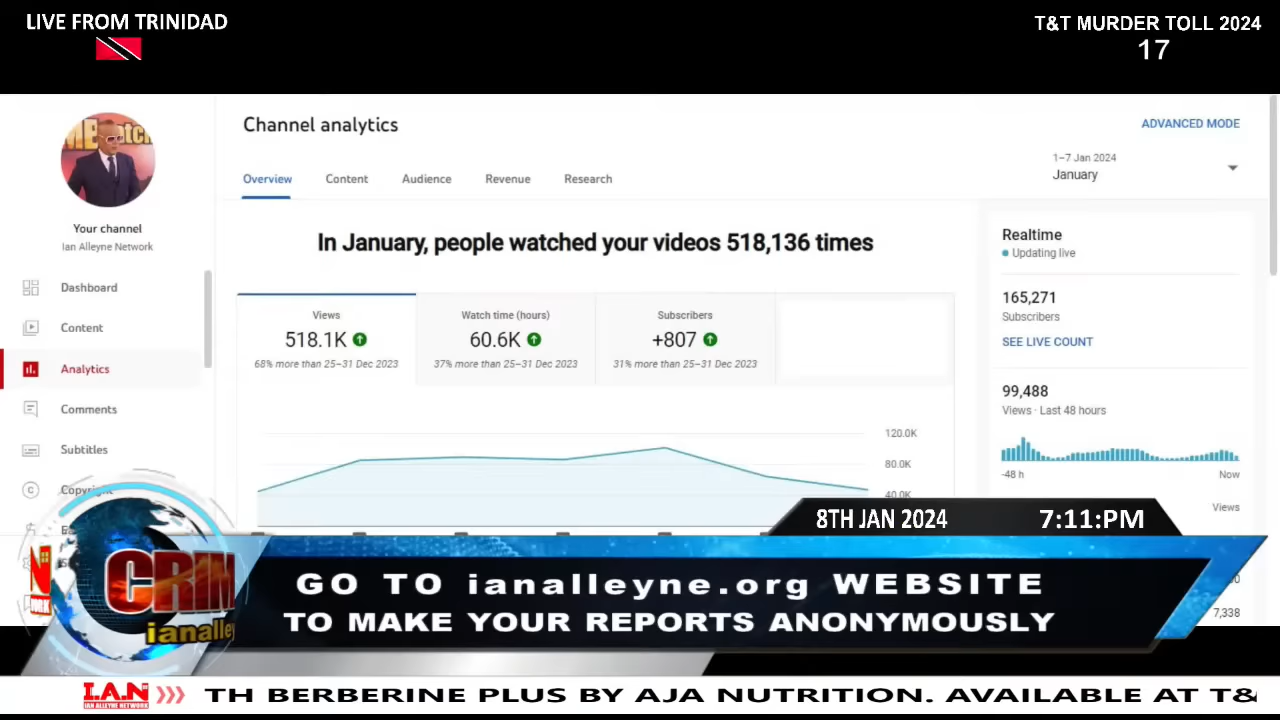 LIVE FROM TRINIDAD
T&T MURDER TOLL 2024
17
Channel analytics
ADVANCED MODE
1–7 Jan 2024
January
Overview
Content
Audience
Revenue
Research
Your channel
Ian Alleyne Network
In January, people watched your videos 518,136 times
Realtime
Updating live
Dashboard
Content
Analytics
Comments
Subtitles
Copyright
Views
518.1K
68% more than 25–31 Dec 2023
Watch time (hours)
60.6K
37% more than 25–31 Dec 2023
Subscribers
+807
31% more than 25–31 Dec 2023
165,271
Subscribers
SEE LIVE COUNT
99,488
Views · Last 48 hours
120.0K
80.0K
40.0K
-48 h
Now
Views
7,338
8TH JAN 2024
7:11:PM
GO TO ianalleyne.org WEBSITE
TO MAKE YOUR REPORTS ANONYMOUSLY
CRIM
ianalley
I.A.N
IAN ALLEYNE NETWORK
TH BERBERINE PLUS BY AJA NUTRITION. AVAILABLE AT T&